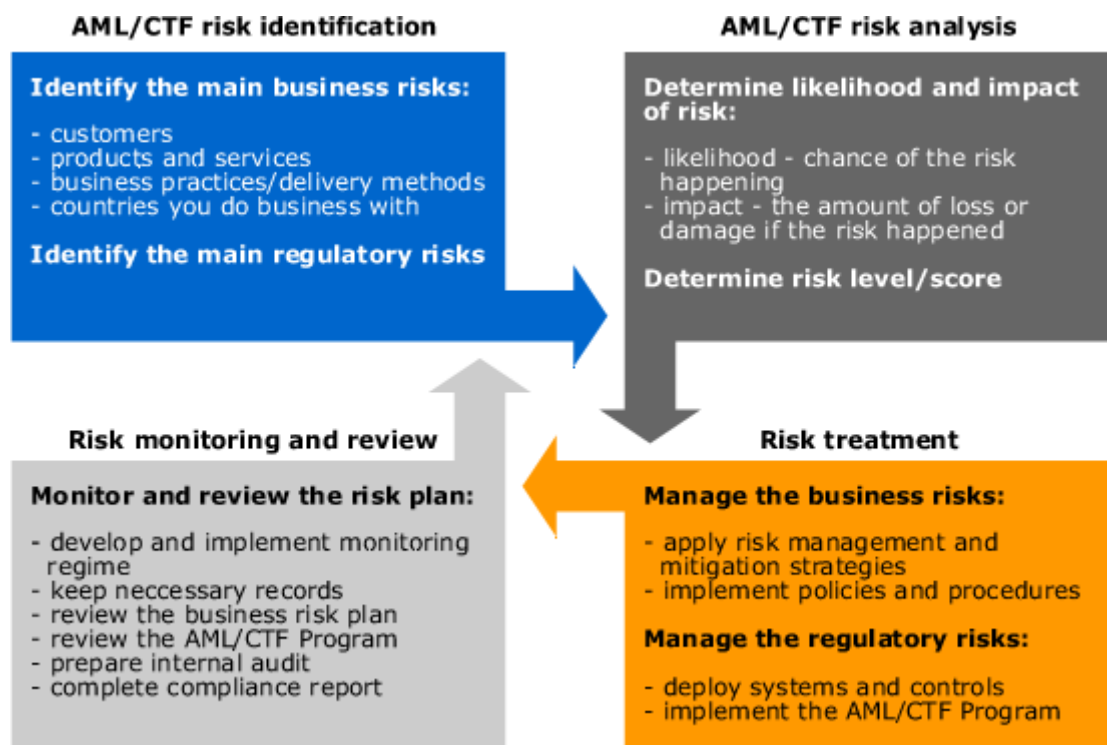 AML/CTF risk identification
Identify the main business risks:
- customers
- products and services
- business practices/delivery methods
- countries you do business with
Identify the main regulatory risks
AML/CTF risk analysis
Determine likelihood and impact
of risk:
- likelihood - chance of the risk
happening
- impact - the amount of loss or
damage if the risk happened
Determine risk level/score
Risk treatment
Manage the business risks:
- apply risk management and
mitigation strategies
- implement policies and procedures
Manage the regulatory risks:
- deploy systems and controls
- implement the AML/CTF Program
Risk monitoring and review
Monitor and review the risk plan:
- develop and implement monitoring
regime
- keep neccessary records
- review the business risk plan
- review the AML/CTF Program
- prepare internal audit
- complete compliance report